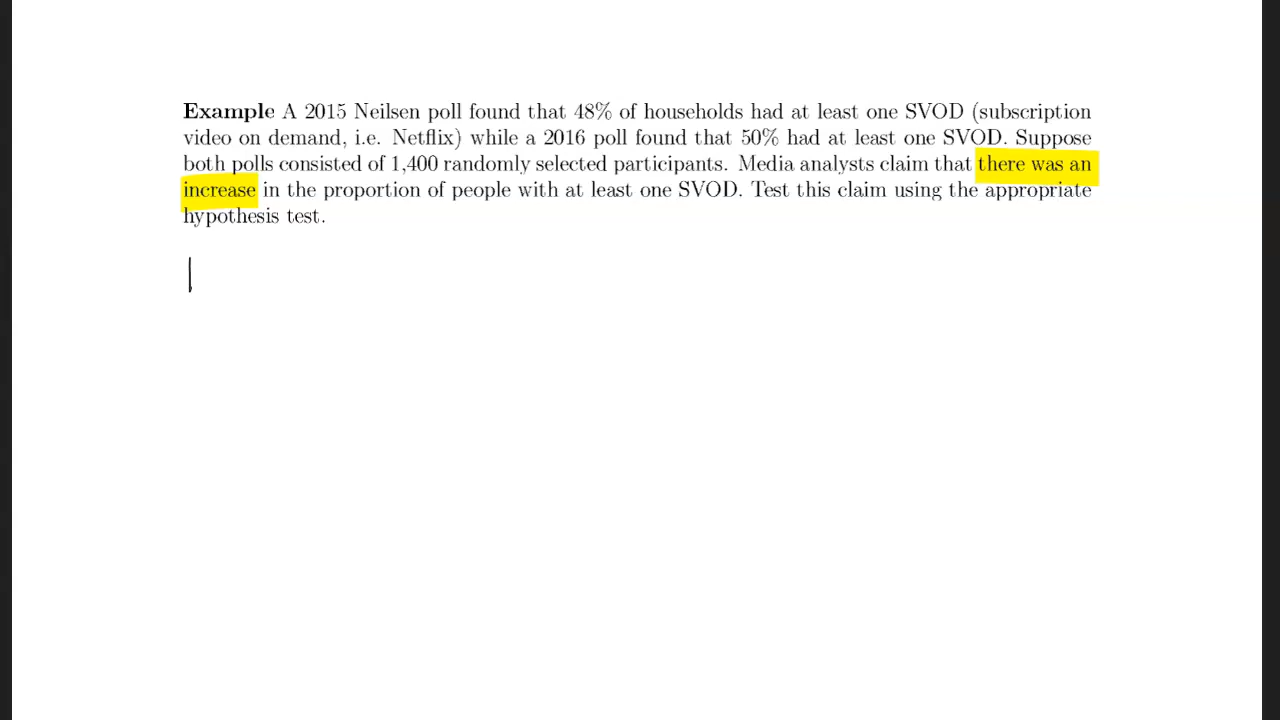 Example A 2015 Neilsen poll found that 48% of households had at least one SVOD (subscription
video on demand, i.e. Netflix) while a 2016 poll found that 50% had at least one SVOD. Suppose
both polls consisted of 1,400 randomly selected participants. Media analysts claim that there was an
increase in the proportion of people with at least one SVOD. Test this claim using the appropriate
hypothesis test.